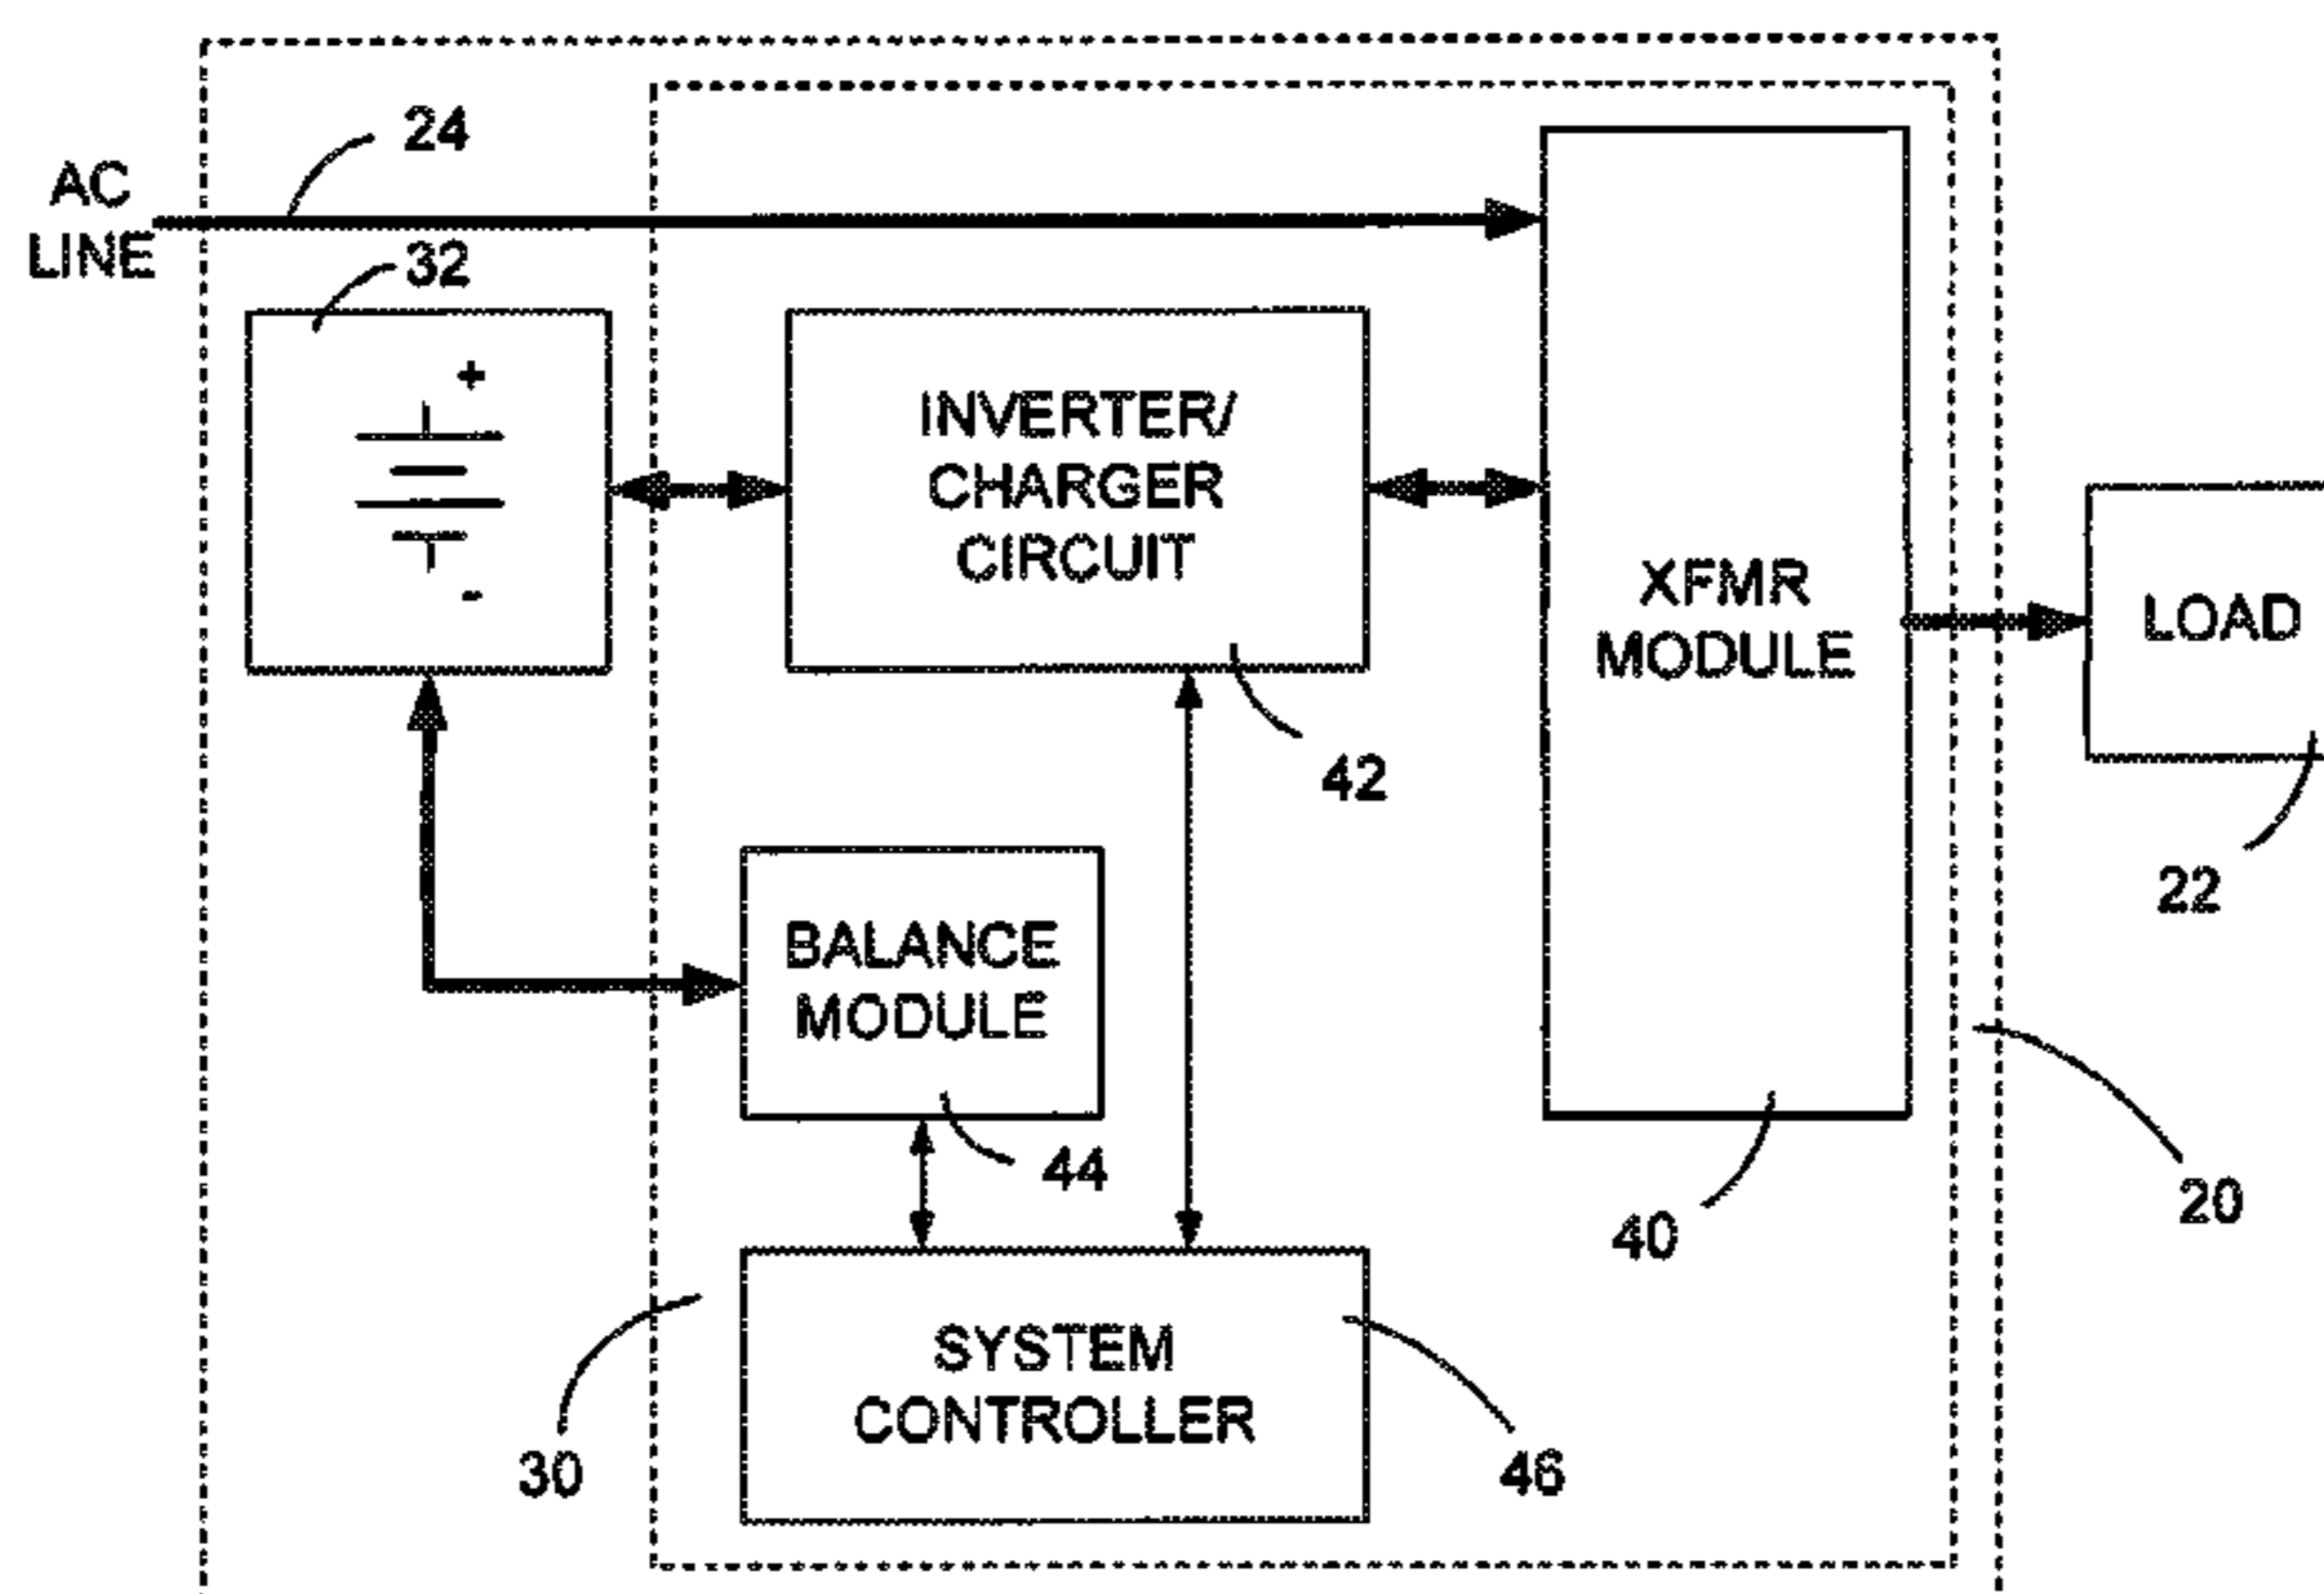 24
AC
LINE
32
+
-
INVERTER/
CHARGER
CIRCUIT
42
XFMR
MODULE
40
LOAD
22
BALANCE
MODULE
44
20
SYSTEM
CONTROLLER
30
46